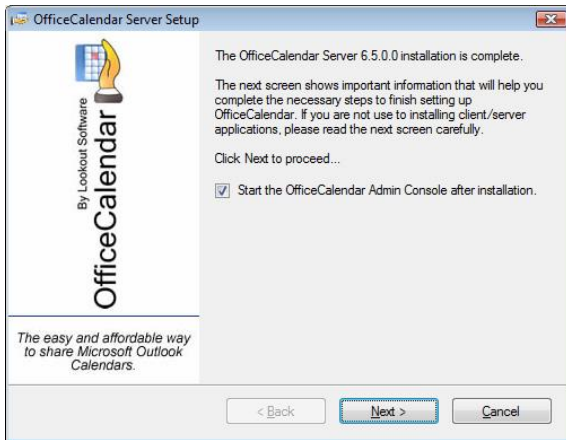 OfficeCalendar Server Setup
By Lookout Software
OfficeCalendar
The easy and affordable way
to share Microsoft Outlook
Calendars.
The OfficeCalendar Server 6.5.0.0 installation is complete.
The next screen shows important information that will help you
complete the necessary steps to finish setting up
OfficeCalendar. If you are not use to installing client/server
applications, please read the next screen carefully.
Click Next to proceed...
Start the OfficeCalendar Admin Console after installation.
< Back
Next >
Cancel